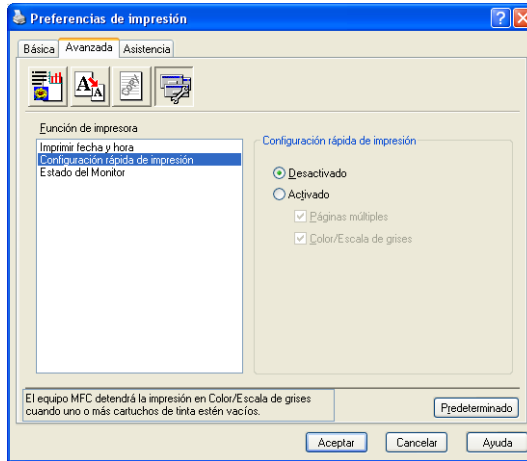 Preferencias de impresión
Básica Avanzada Asistencia
Función de impresora
Imprimir fecha y hora
Configuración rápida de impresión
Estado del Monitor
Configuración rápida de impresión
Desactivado
Activado
Páginas múltiples
Color/Escala de grises
El equipo MFC detendrá la impresión en Color/Escala de grises
cuando uno o más cartuchos de tinta estén vacíos.
Predeterminado
Aceptar Cancelar Ayuda